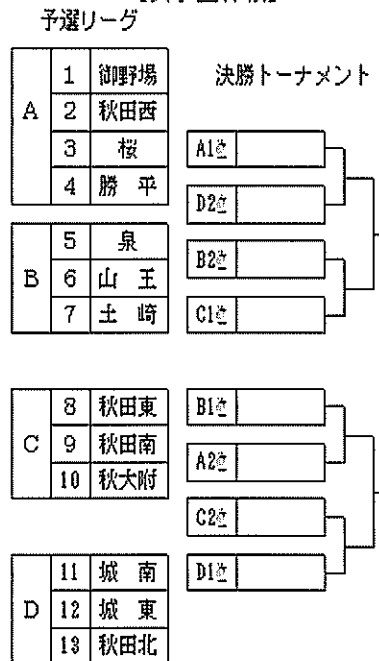 予選リーグ
決勝トーナメント
A
1 御野場
2 秋田西
3 桜
4 勝 平
B
5 泉
6 山 王
7 土 崎
C
8 秋田東
9 秋田南
10 秋大附
D
11 城 南
12 城 東
13 秋田北
A1位
D2位
B2位
C1位
B1位
A2位
C2位
D1位